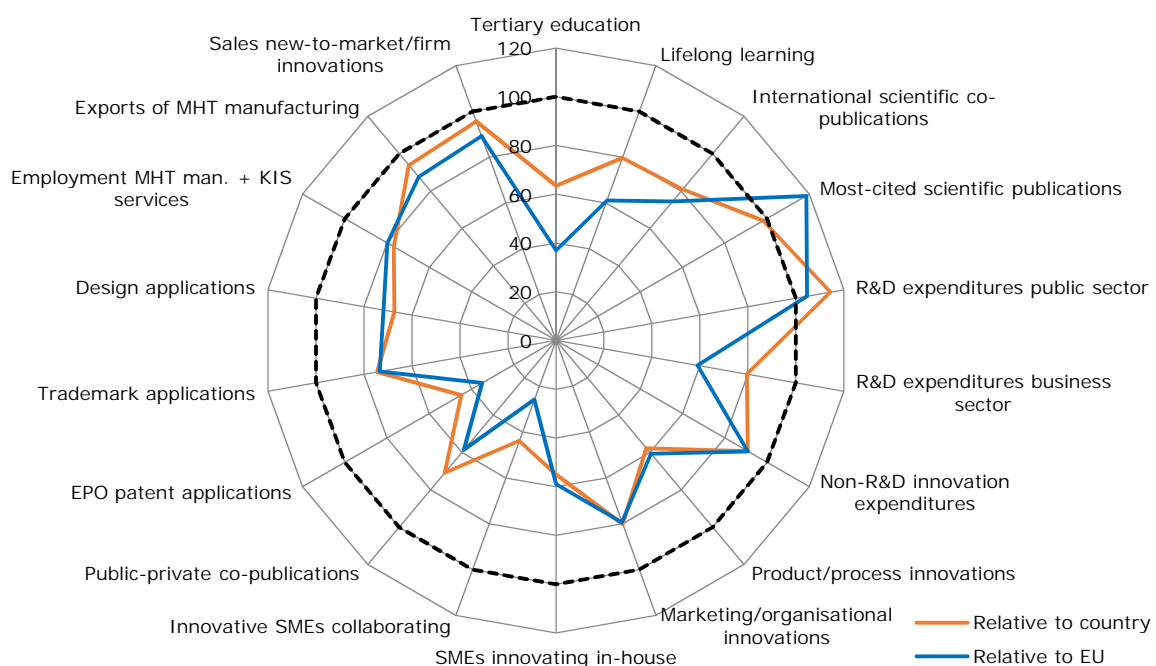 Tertiary education
Sales new-to-market/firm
innovations
120
Lifelong learning
Exports of MHT manufacturing
100
International scientific co-
publications
80
Employment MHT man. + KIS
services
60
Most-cited scientific publications
40
Design applications
20
R&D expenditures public sector
0
Trademark applications
R&D expenditures business
sector
EPO patent applications
Non-R&D innovation
expenditures
Public-private co-publications
Product/process innovations
Innovative SMEs collaborating
Marketing/organisational
innovations
SMEs innovating in-house
Relative to country
Relative to EU